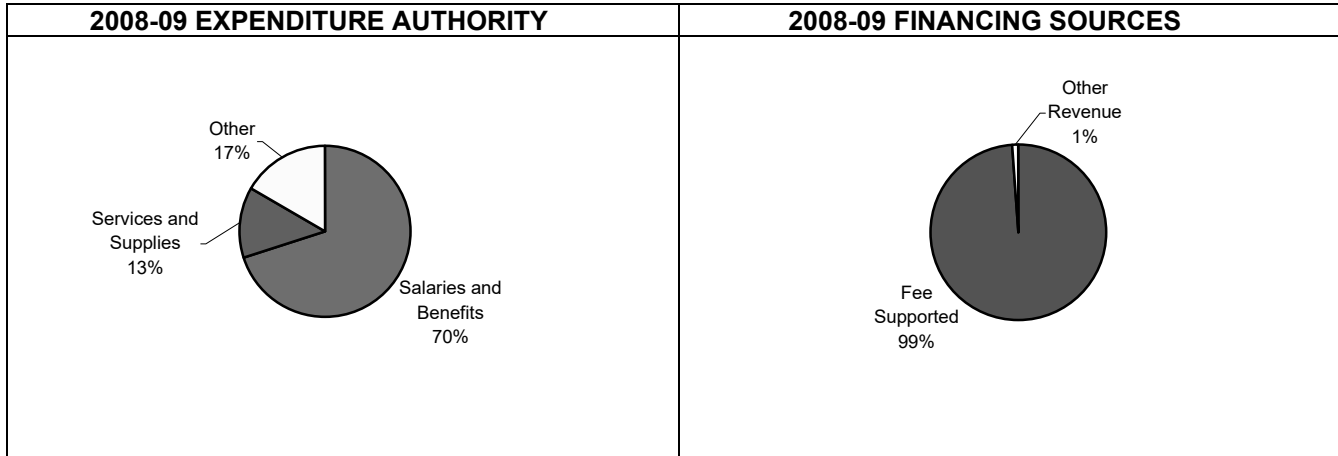 2008-09 EXPENDITURE AUTHORITY
Other
17%
Services and
Supplies
13%
Salaries and
Benefits
70%
2008-09 FINANCING SOURCES
Other
Revenue
1%
Fee
Supported
99%